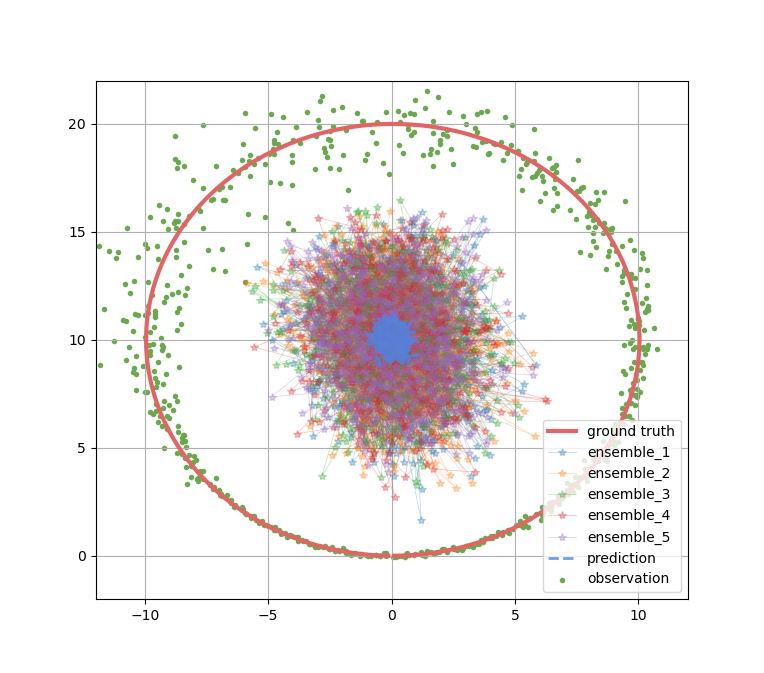 20
15
10
5
0
−10
−5
0
5
10
ground truth
ensemble_1
ensemble_2
ensemble_3
ensemble_4
ensemble_5
prediction
observation